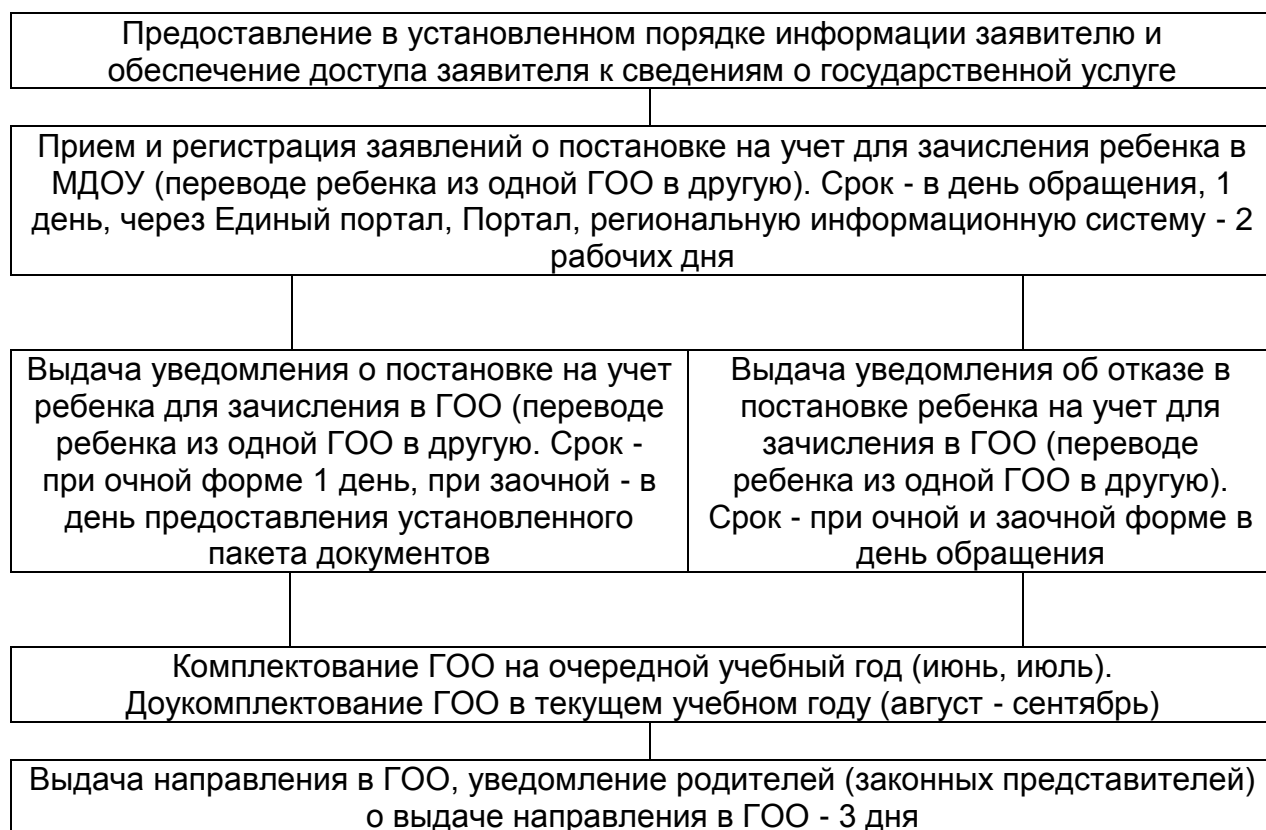 Предоставление в установленном порядке информации заявителю и
обеспечение доступа заявителя к сведениям о государственной услуге
Прием и регистрация заявлений о постановке на учет для зачисления ребенка в
МДОУ (переводе ребенка из одной ГОО в другую). Срок - в день обращения, 1
день, через Единый портал, Портал, региональную информационную систему - 2
рабочих дня
Выдача уведомления о постановке на учет
ребенка для зачисления в ГОО (переводе
ребенка из одной ГОО в другую. Срок -
при очной форме 1 день, при заочной - в
день предоставления установленного
пакета документов
Выдача уведомления об отказе в
постановке ребенка на учет для
зачисления в ГОО (переводе
ребенка из одной ГОО в другую).
Срок - при очной и заочной форме в
день обращения
Комплектование ГОО на очередной учебный год (июнь, июль).
Доукомплектование ГОО в текущем учебном году (август - сентябрь)
Выдача направления в ГОО, уведомление родителей (законных представителей)
о выдаче направления в ГОО - 3 дня